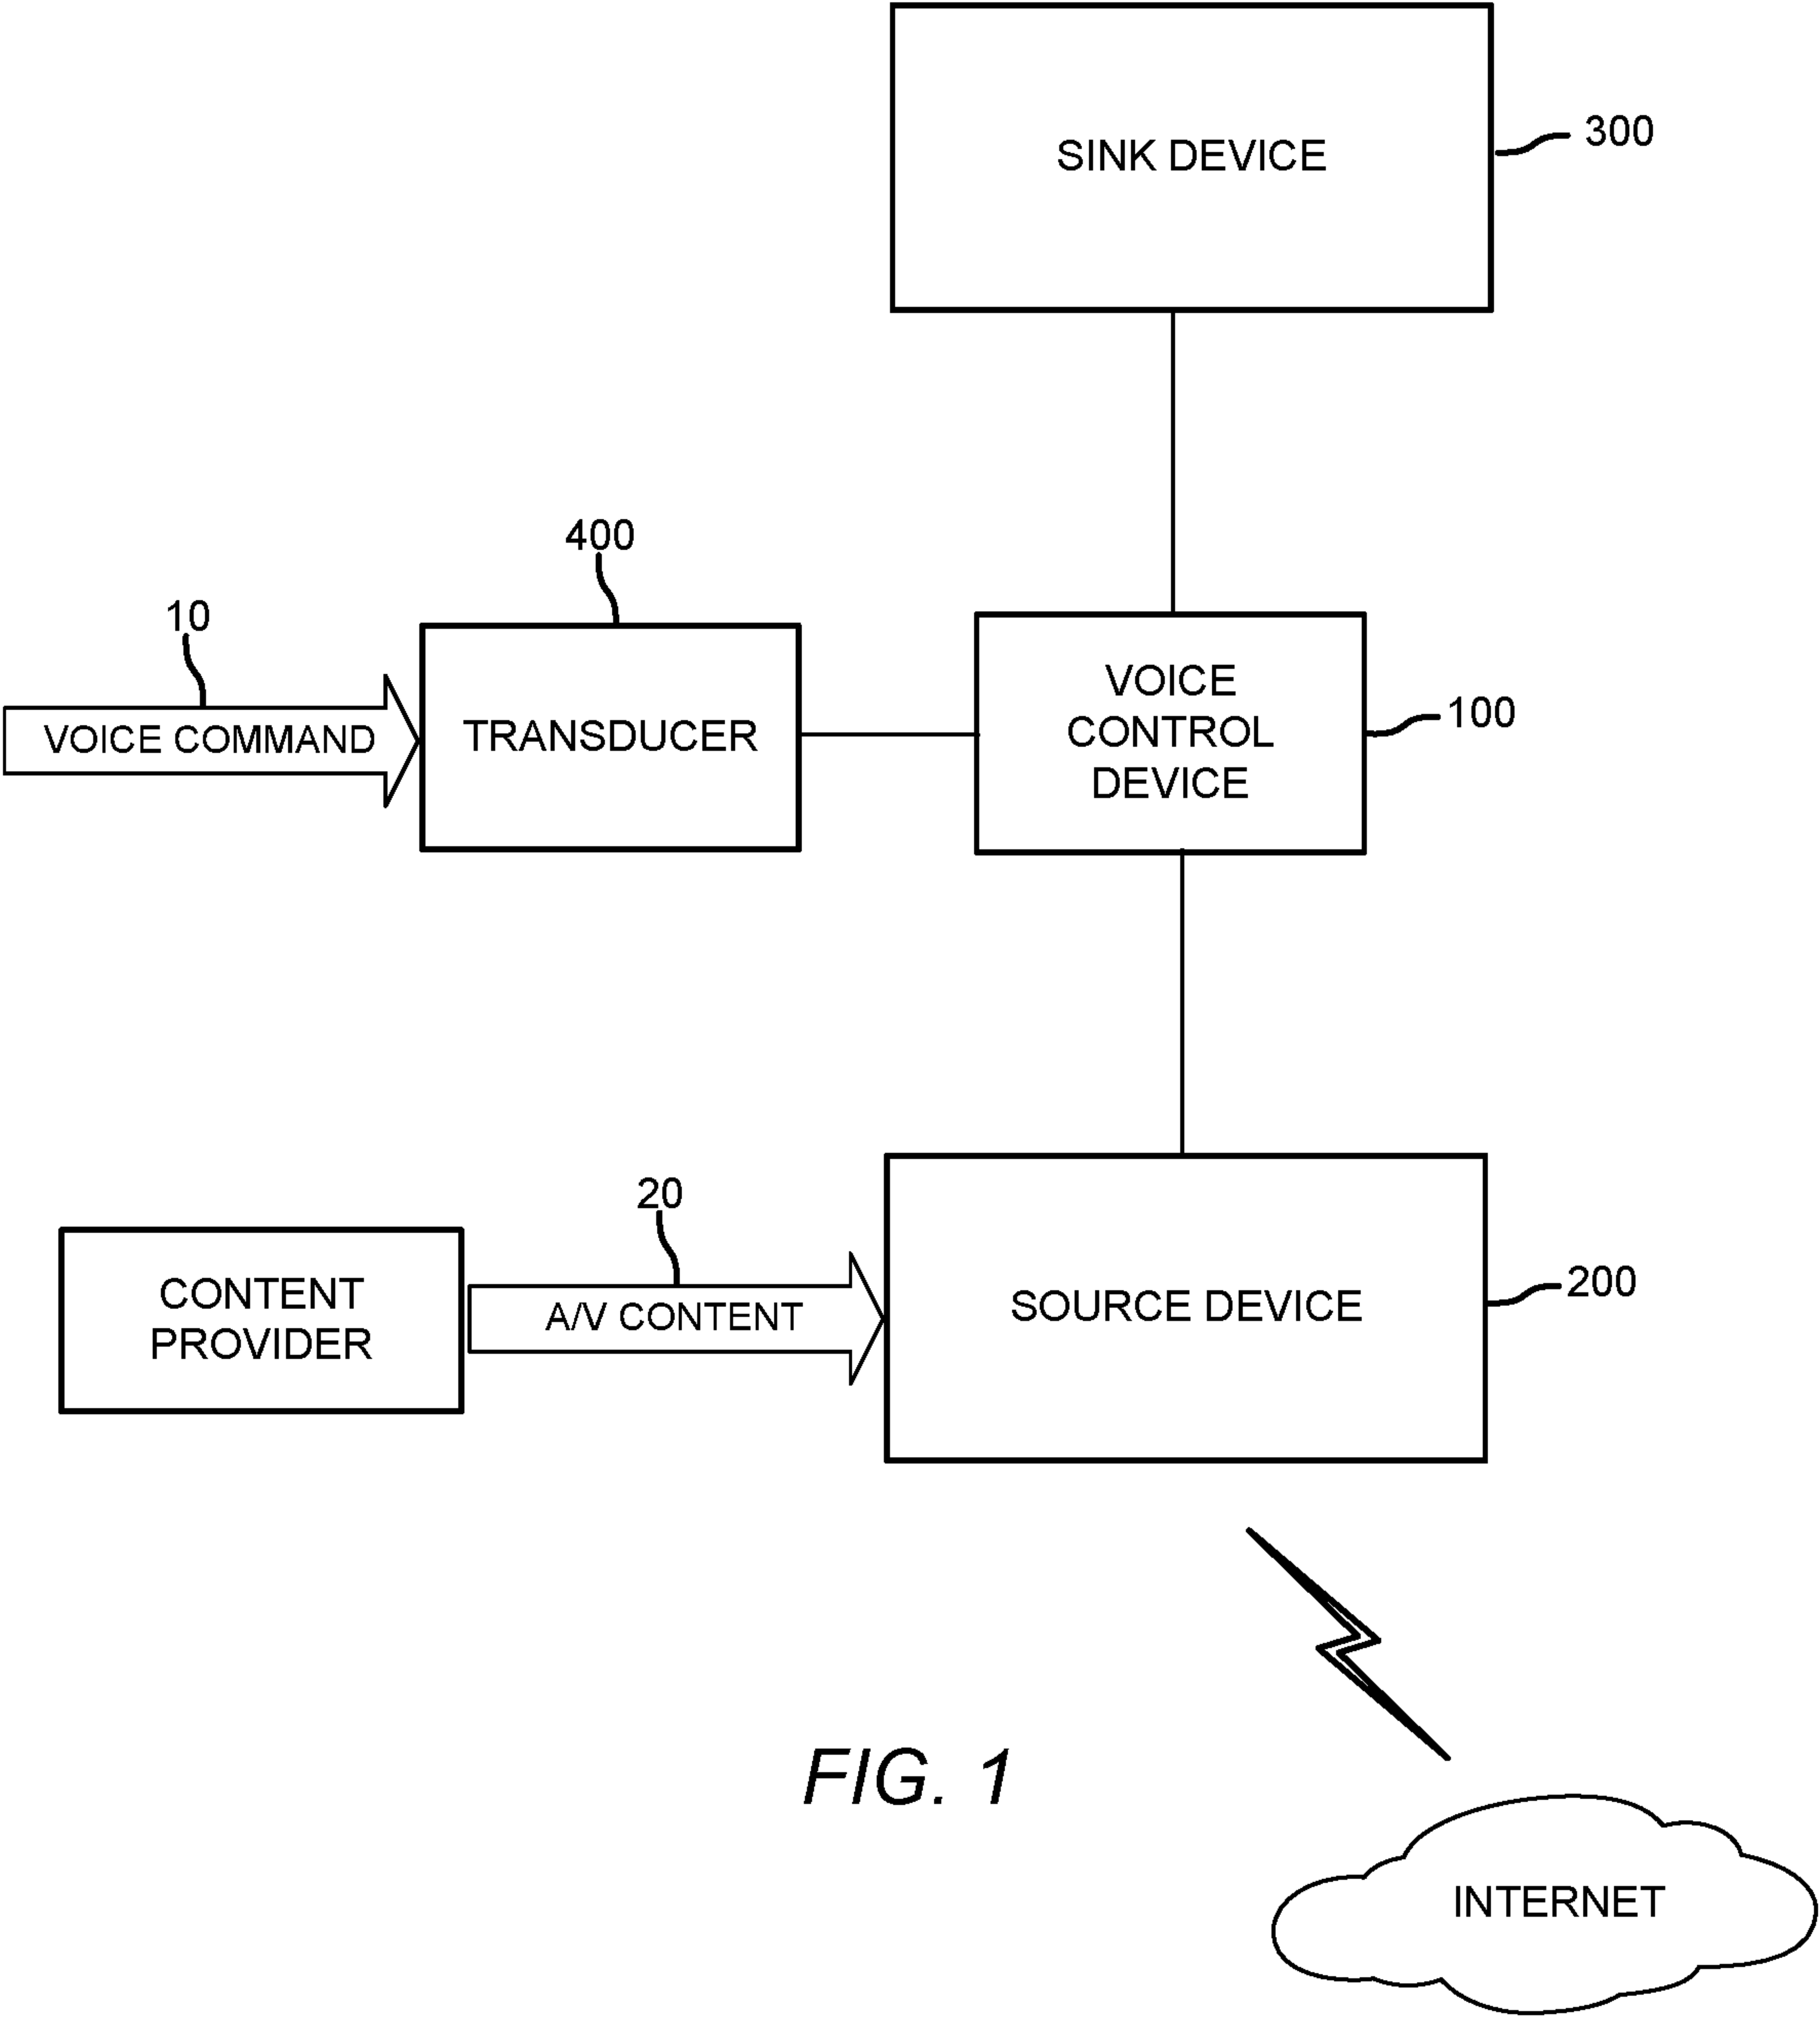 SINK DEVICE
300
400
10
VOICE COMMAND
TRANSDUCER
VOICE
CONTROL
DEVICE
100
20
CONTENT
PROVIDER
A/V CONTENT
SOURCE DEVICE
200
FIG. 1
INTERNET